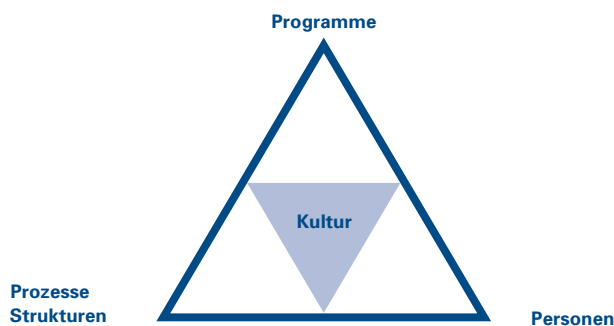 Programme
Kultur
Prozesse
Strukturen
Personen